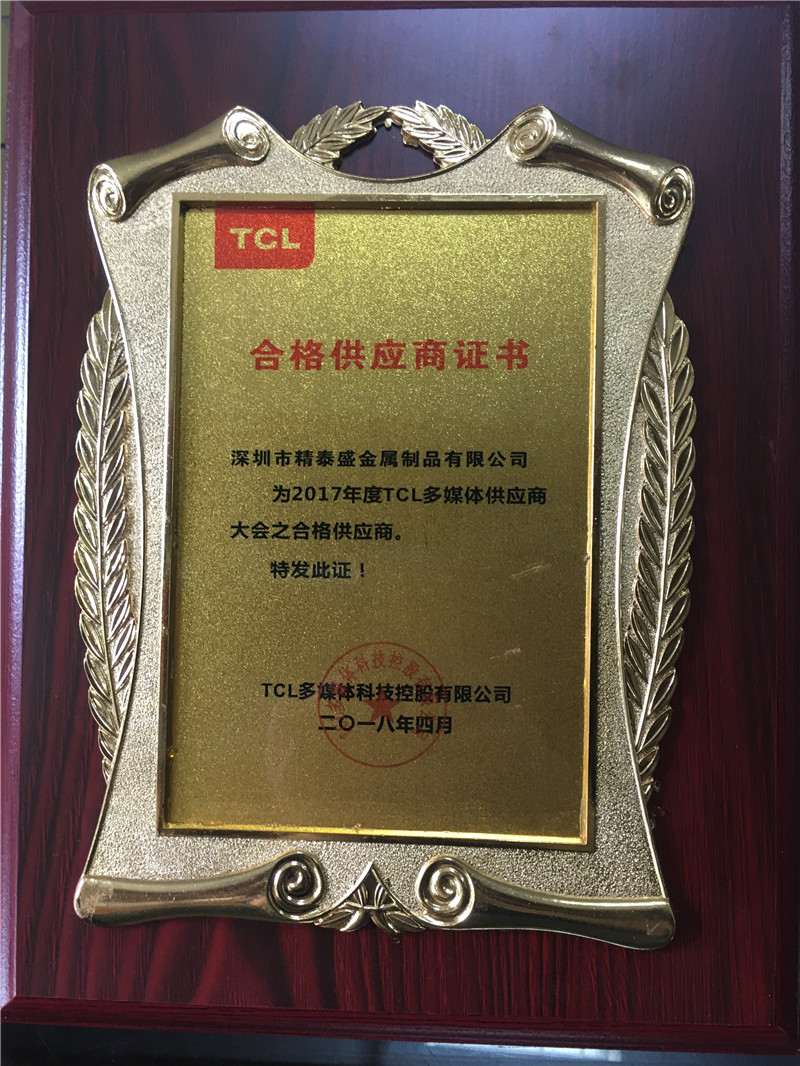 TCL
合格供应商证书
深圳市精泰盛金属制品有限公司
为2017年度TCL多媒体供应商
大会之合格供应商。
特发此证！
TCL多媒体科技控股有限公司
二〇一八年四月